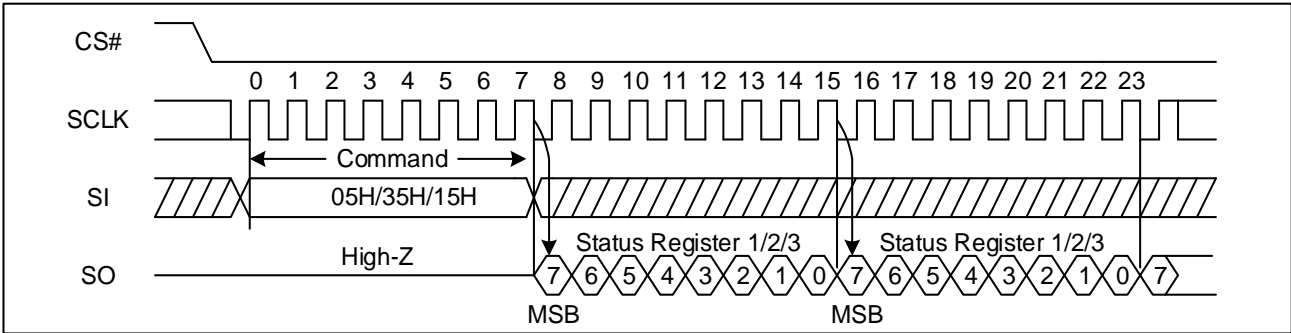 CS#
0 1 2 3 4 5 6 7 8 9 10 11 12 13 14 15 16 17 18 19 20 21 22 23
SCLK
Command
SI
05H/35H/15H
High-Z
Status Register 1/2/3 Status Register 1/2/3
SO
7 6 5 4 3 2 1 0 7 6 5 4 3 2 1 0 7
MSB MSB